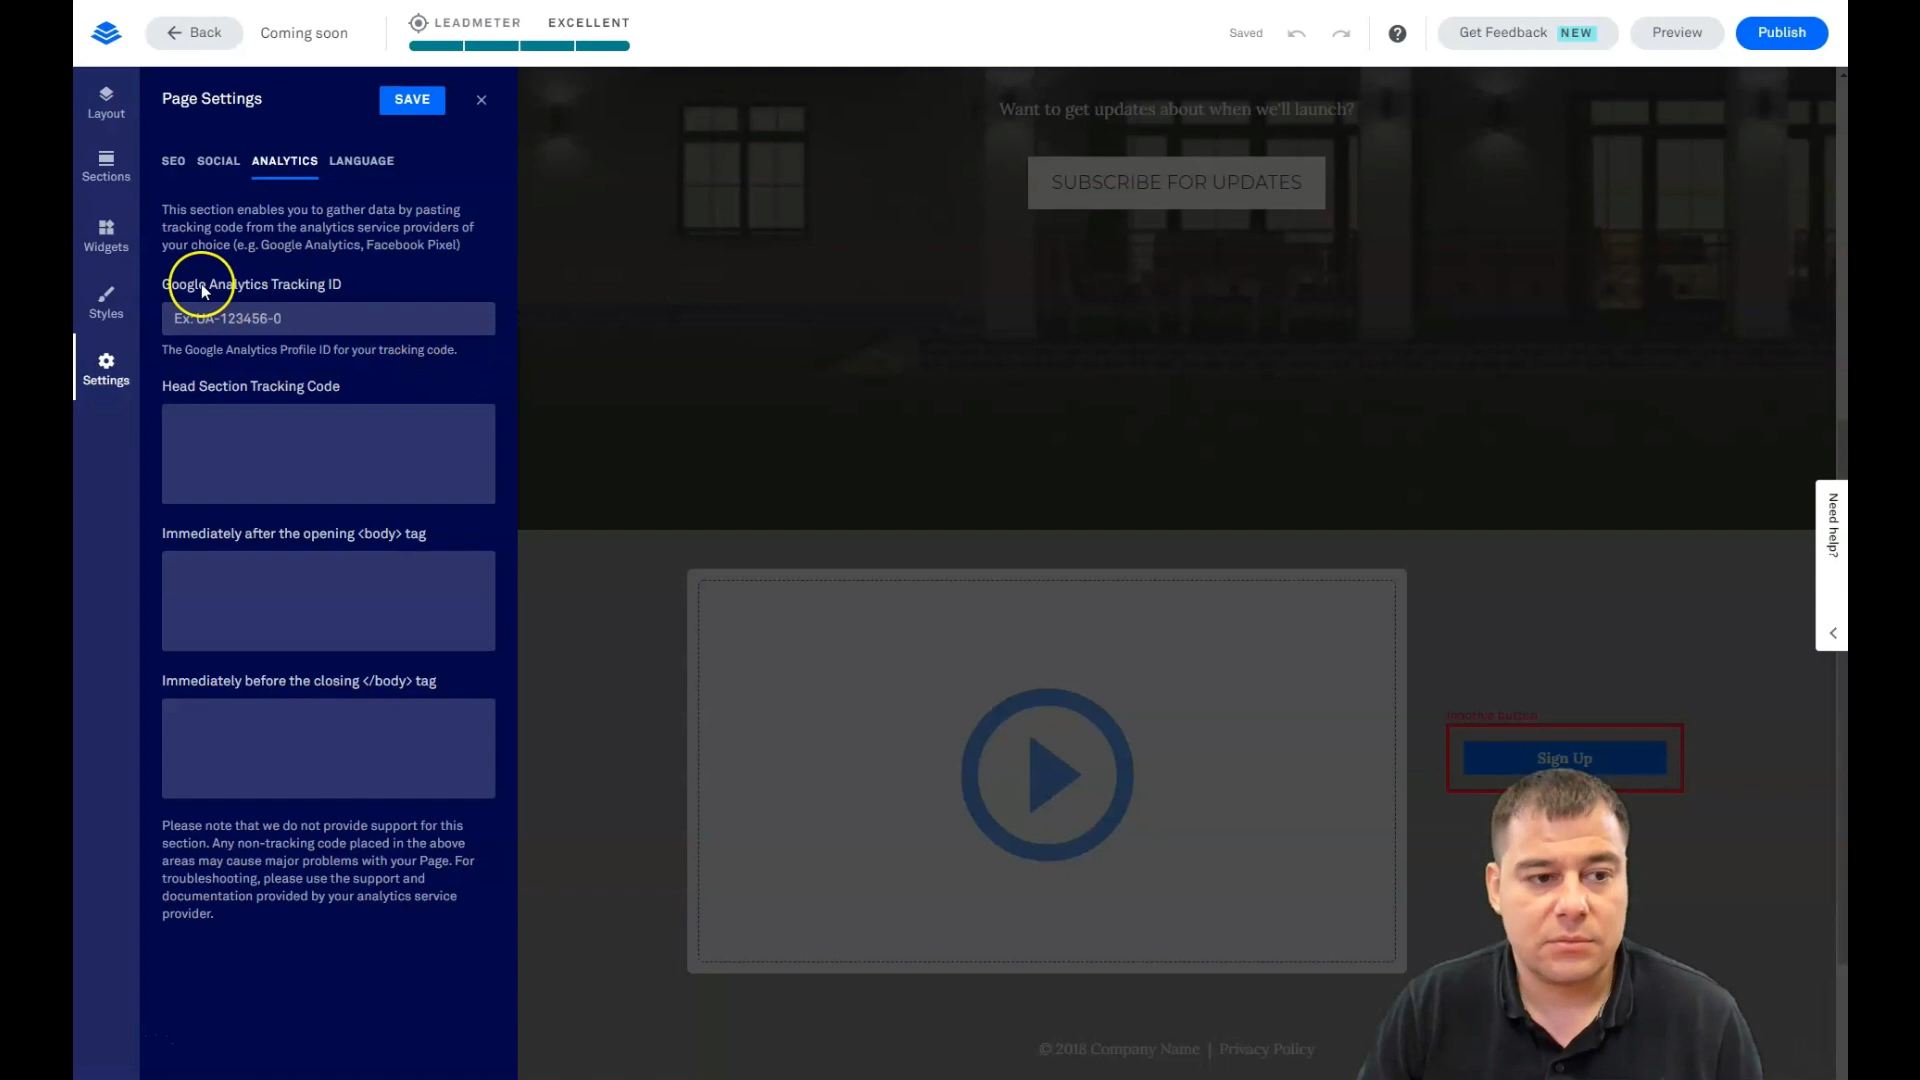 Back
Coming soon
LEADMETER EXCELLENT
Saved
Get Feedback NEW
Preview
Publish
Layout
Sections
Widgets
Styles
Settings
Page Settings
SAVE
SEO SOCIAL ANALYTICS LANGUAGE
This section enables you to gather data by pasting
tracking code from the analytics service providers of
your choice (e.g. Google Analytics, Facebook Pixel)
Google Analytics Tracking ID
Ex: UA-123456-0
The Google Analytics Profile ID for your tracking code.
Head Section Tracking Code
Immediately after the opening <body> tag
Immediately before the closing </body> tag
Please note that we do not provide support for this
section. Any non-tracking code placed in the above
areas may cause major problems with your Page. For
troubleshooting, please use the support and
documentation provided by your analytics service
provider.
Want to get updates about when we'll launch?
SUBSCRIBE FOR UPDATES
Need help?
Inactive button
Sign Up
© 2018 Company Name | Privacy Policy